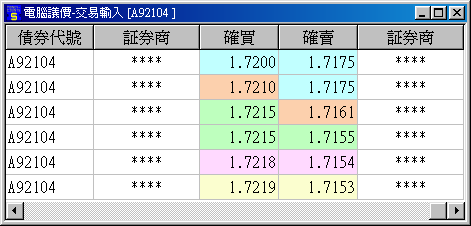 電腦議價-交易輸入 [A92104 ]
債券代號 証券商 確買 確賣 証券商
A92104 **** 1.7200 1.7175 ****
A92104 **** 1.7210 1.7175 ****
A92104 **** 1.7215 1.7161 ****
A92104 **** 1.7215 1.7155 ****
A92104 **** 1.7218 1.7154 ****
A92104 **** 1.7219 1.7153 ****